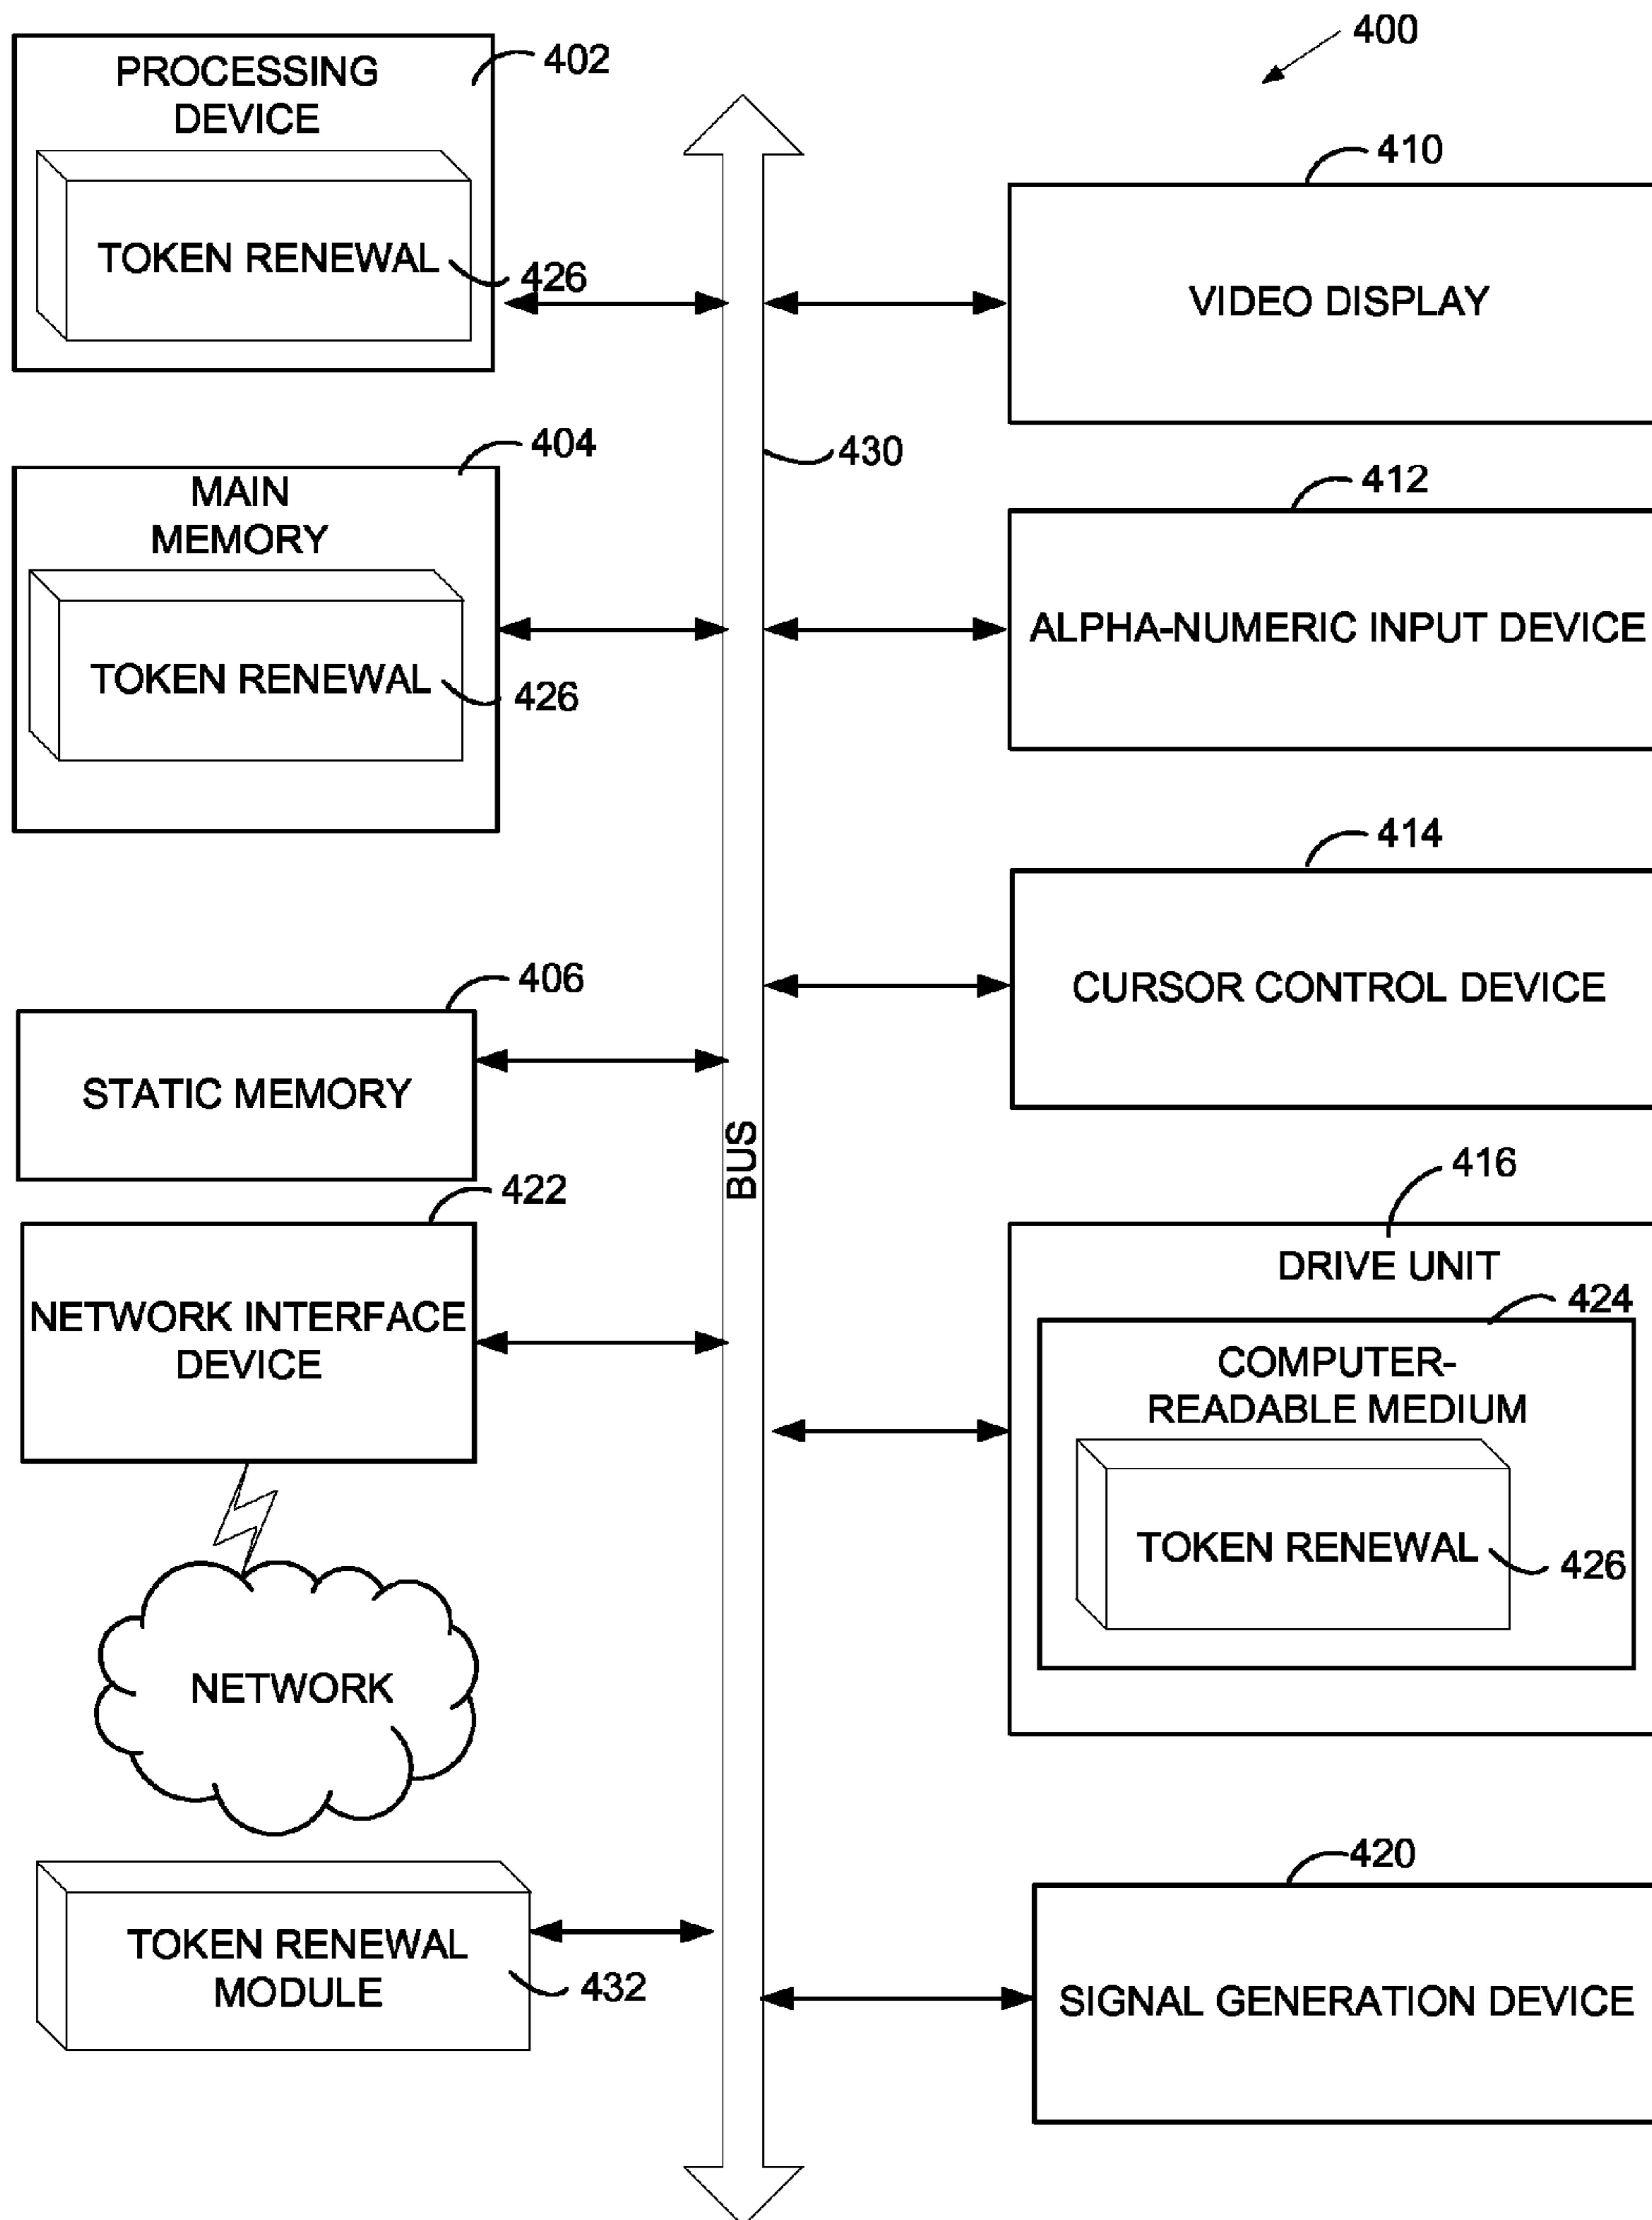 400
PROCESSING
DEVICE
402
TOKEN RENEWAL
426
410
VIDEO DISPLAY
MAIN
MEMORY
404
TOKEN RENEWAL
426
430
412
ALPHA-NUMERIC INPUT DEVICE
414
CURSOR CONTROL DEVICE
406
STATIC MEMORY
BUS
422
NETWORK INTERFACE
DEVICE
416
DRIVE UNIT
424
COMPUTER-
READABLE MEDIUM
TOKEN RENEWAL
426
NETWORK
TOKEN RENEWAL
MODULE
432
420
SIGNAL GENERATION DEVICE